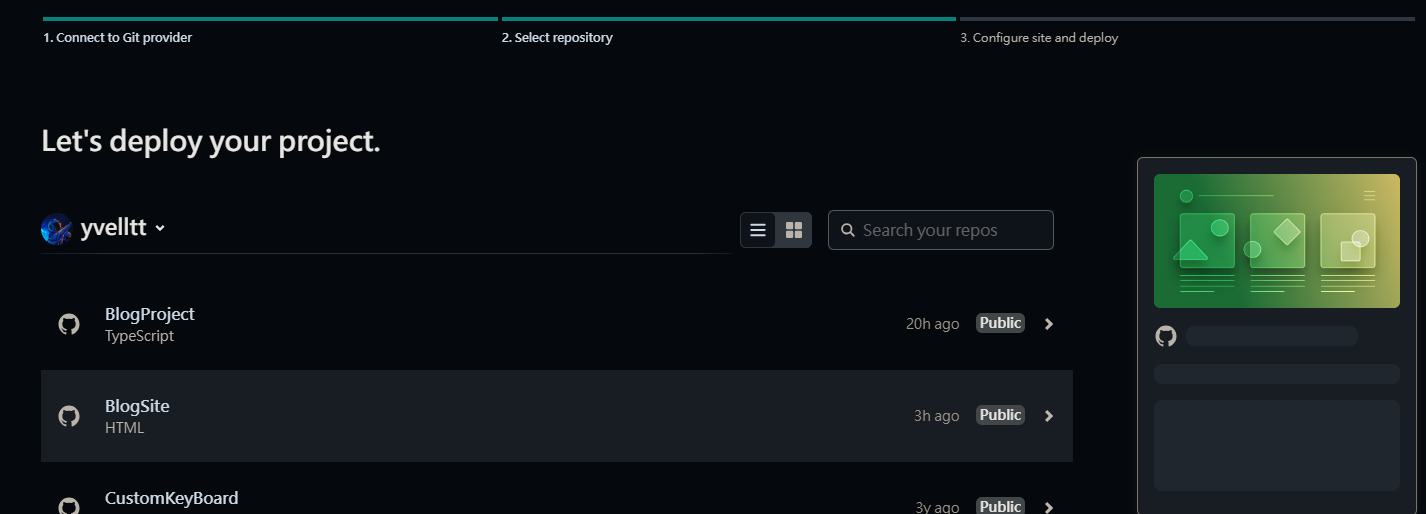 1. Connect to Git provider
2. Select repository
3. Configure site and deploy
Let's deploy your project.
yvelltt
Search your repos
BlogProject
TypeScript
20h ago
Public
BlogSite
HTML
3h ago
Public
CustomKeyBoard
3y ago
Public